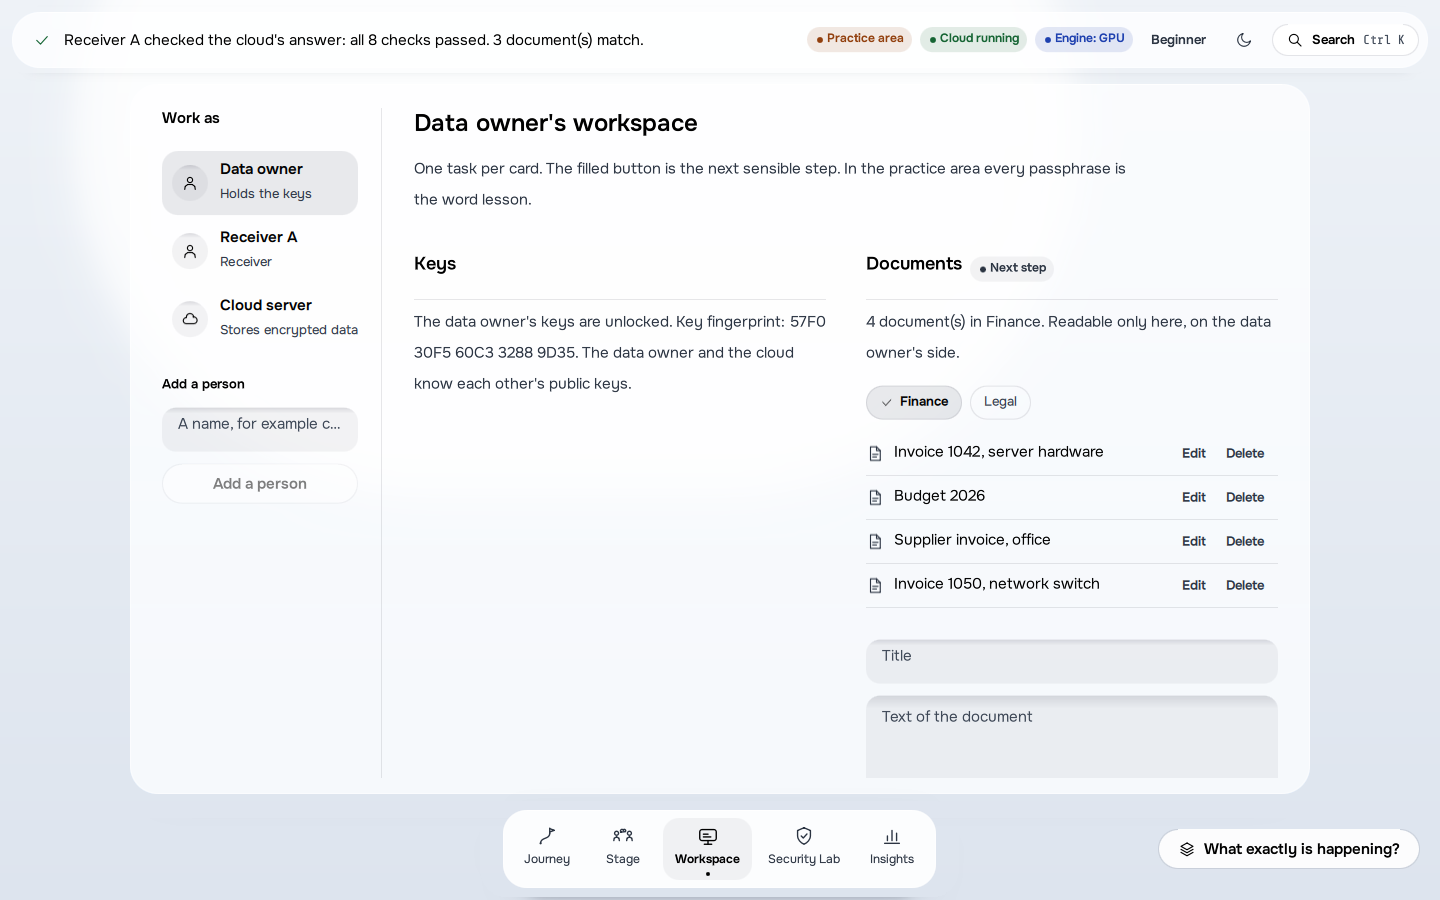 Receiver A checked the cloud's answer: all 8 checks passed. 3 document(s) match.
Practice area
Cloud running
Engine: GPU
Beginner
Search Ctrl K
Work as
Data owner
Holds the keys
Receiver A
Receiver
Cloud server
Stores encrypted data
Add a person
A name, for example c...
Add a person
Data owner's workspace
One task per card. The filled button is the next sensible step. In the practice area every passphrase is
the word lesson.
Keys
The data owner's keys are unlocked. Key fingerprint: 57F0
30F5 60C3 3288 9D35. The data owner and the cloud
know each other's public keys.
Documents
Next step
4 document(s) in Finance. Readable only here, on the data
owner's side.
Finance
Legal
Invoice 1042, server hardware Edit Delete
Budget 2026 Edit Delete
Supplier invoice, office Edit Delete
Invoice 1050, network switch Edit Delete
Title
Text of the document
Journey
Stage
Workspace
Security Lab
Insights
What exactly is happening?